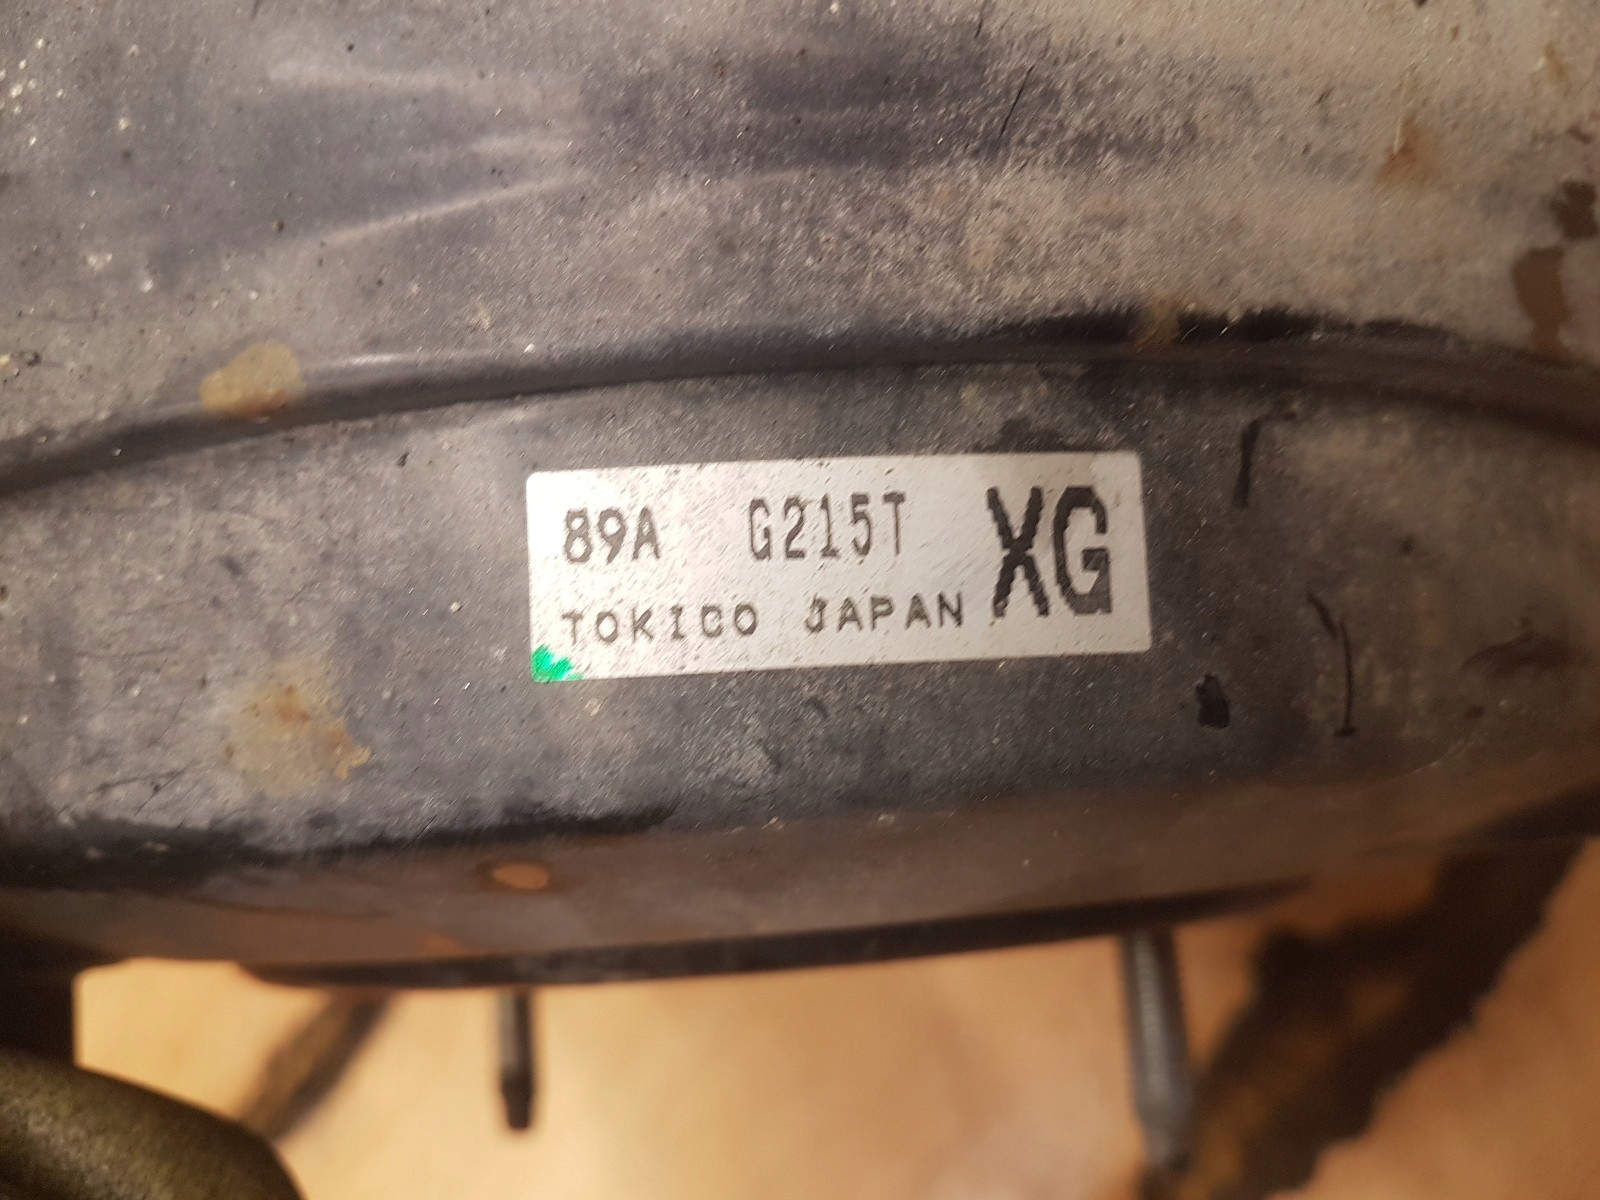 89A G215T XG
TOKICO JAPAN